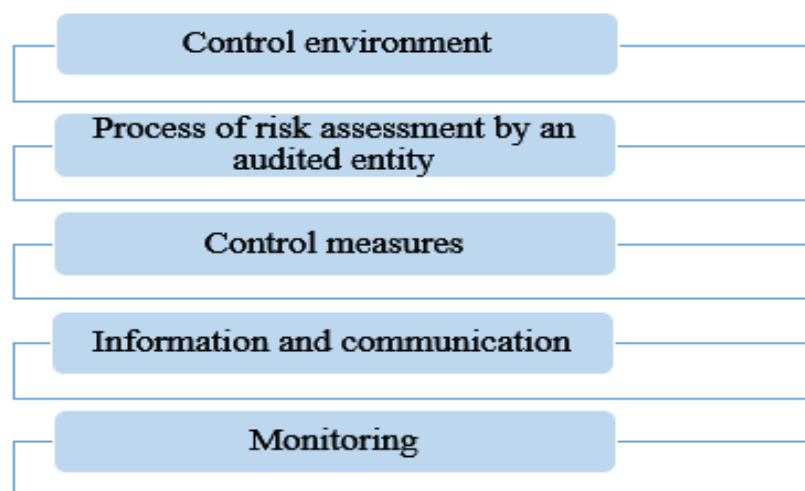 Control environment
Process of risk assessment by an
audited entity
Control measures
Information and communication
Monitoring